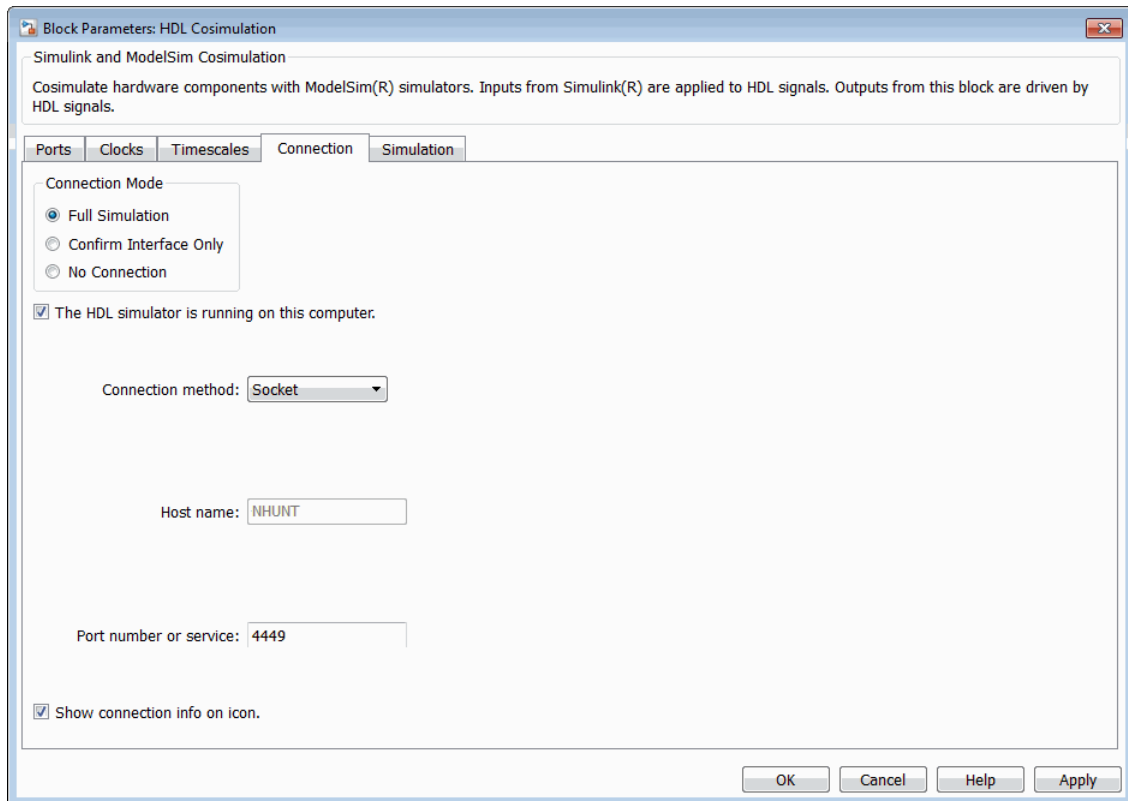 Block Parameters: HDL Cosimulation
Simulink and ModelSim Cosimulation
Cosimulate hardware components with ModelSim(R) simulators. Inputs from Simulink(R) are applied to HDL signals. Outputs from this block are driven by
HDL signals.
Ports Clocks Timescales Connection Simulation
Connection Mode
Full Simulation
Confirm Interface Only
No Connection
The HDL simulator is running on this computer.
Connection method: Socket
Host name: NHUNT
Port number or service: 4449
Show connection info on icon.
OK Cancel Help Apply